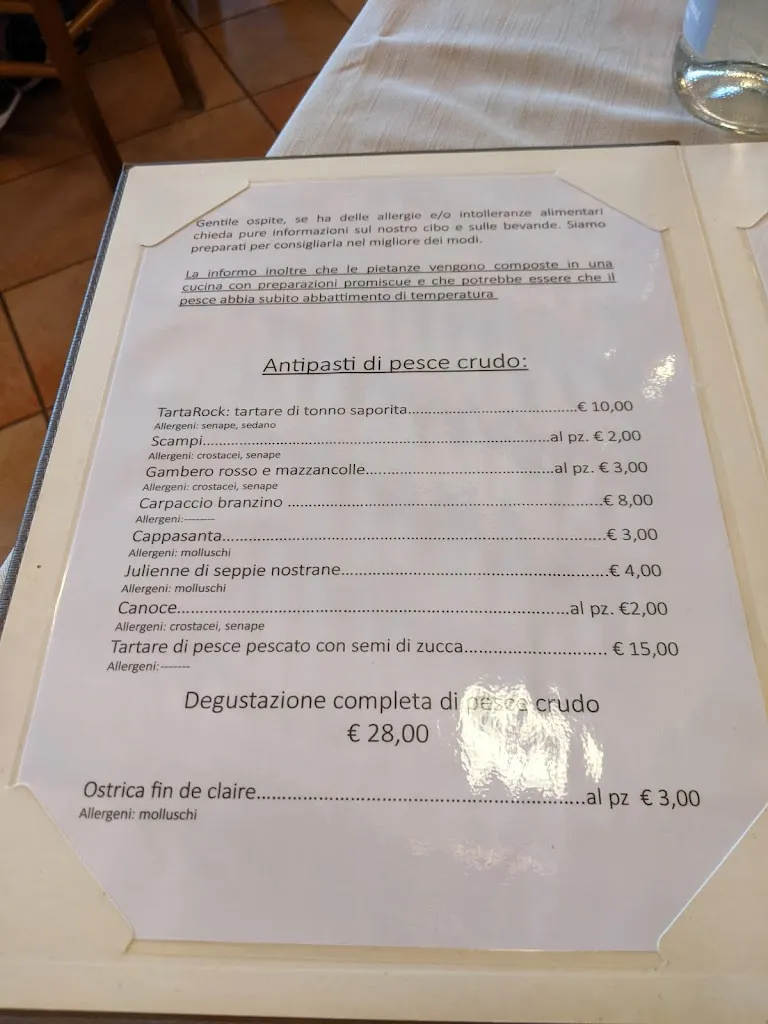 Gentile ospite, se ha delle allergie e/o intolleranze alimentari
chieda pure informazioni sul nostro cibo e sulle bevande. Siamo
preparati per consigliarla nel migliore dei modi.
La informo inoltre che le pietanze vengono composte in una
cucina con preparazioni promiscue e che potrebbe essere che il
pesce abbia subito abbattimento di temperatura
Antipasti di pesce crudo:
TartaRock: tartare di tonno saporita..................................€ 10,00
Allergeni: senape, sedano
Scampi......................................................................al pz. € 2,00
Allergeni: crostacei, senape
Gambero rosso e mazzancolle......................................al pz. € 3,00
Allergeni: crostacei, senape
Carpaccio branzino ................................................................€ 8,00
Allergeni:--------
Cappasanta..............................................................................€ 3,00
Allergeni: molluschi
Julienne di seppie nostrane.....................................................€ 4,00
Allergeni: molluschi
Canoce..............................................................................al pz. €2,00
Allergeni: crostacei, senape
Tartare di pesce pescato con semi di zucca............................ € 15,00
Allergeni:-------
Degustazione completa di pesce crudo
€ 28,00
Ostrica fin de claire................................................................al pz € 3,00
Allergeni: molluschi